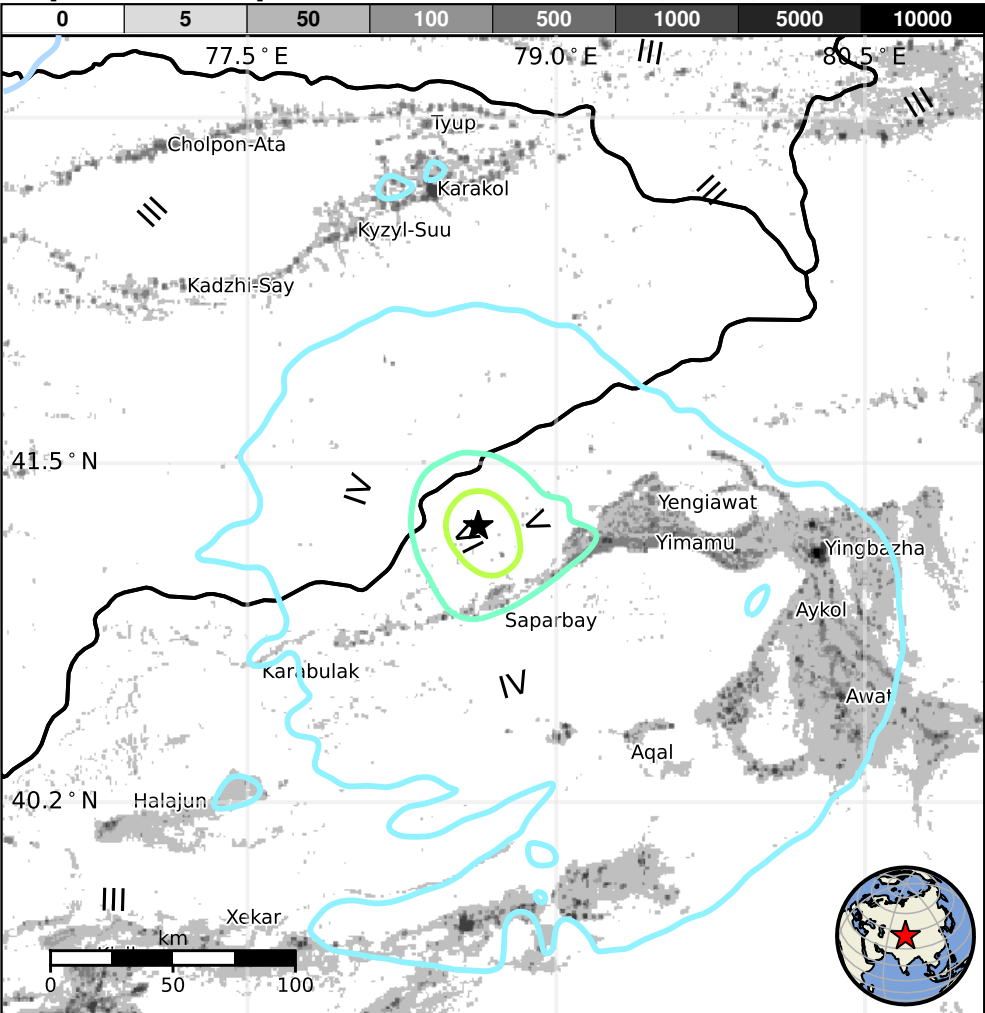 0 5 50 100 500 1000 5000 10000
77.5°E 79.0°E III 80.5°E
III
Tyup
Cholpon-Ata
Karakol
III
III
Kyzyl-Suu
Kadzhi-Say
41.5°N
IV
Yengiawat
V
VI
Yimamu
Yingbazha
Aykol
Saparbay
Karabulak
IV
Awat
Aqal
40.2°N
Halajun
III
Xekar
km
0 50 100